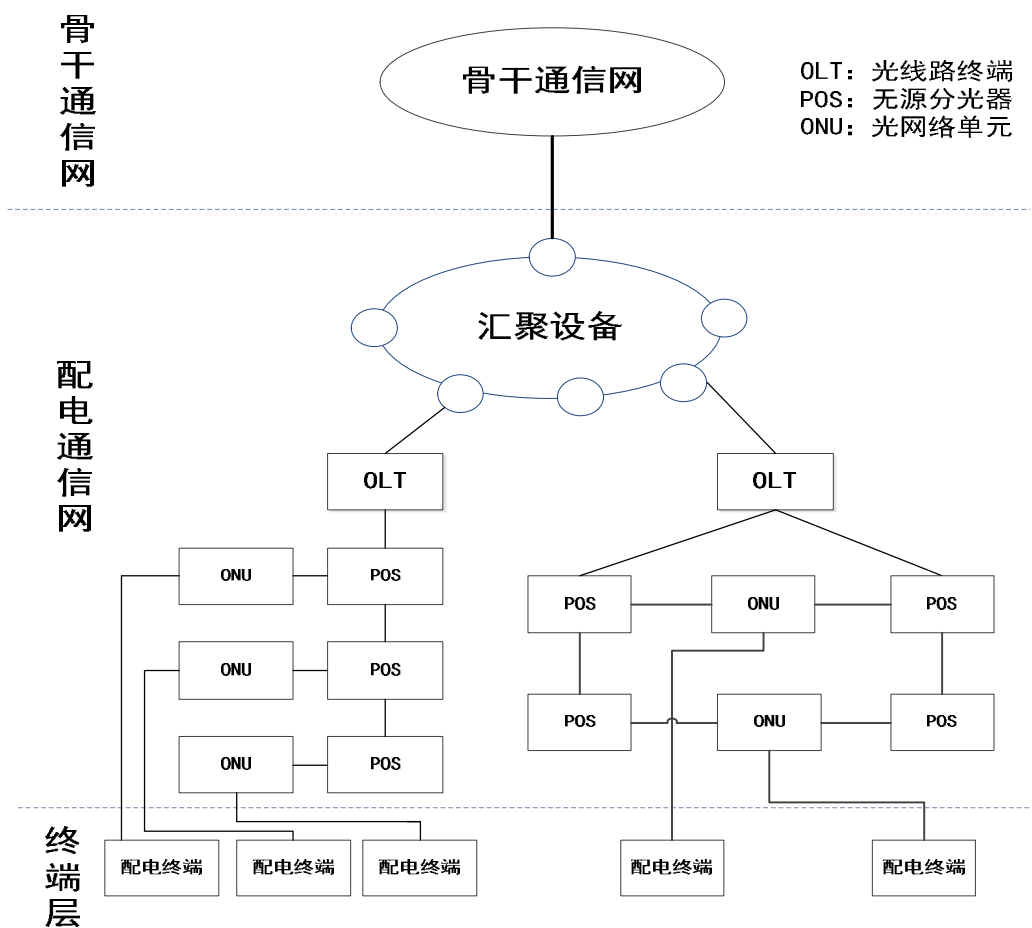 骨干通信网
骨干通信网
OLT：光线路终端
POS：无源分光器
ONU：光网络单元
汇聚设备
配电通信网
OLT
OLT
ONU
POS
POS
ONU
POS
ONU
POS
POS
ONU
POS
ONU
POS
终端层
配电终端
配电终端
配电终端
配电终端
配电终端